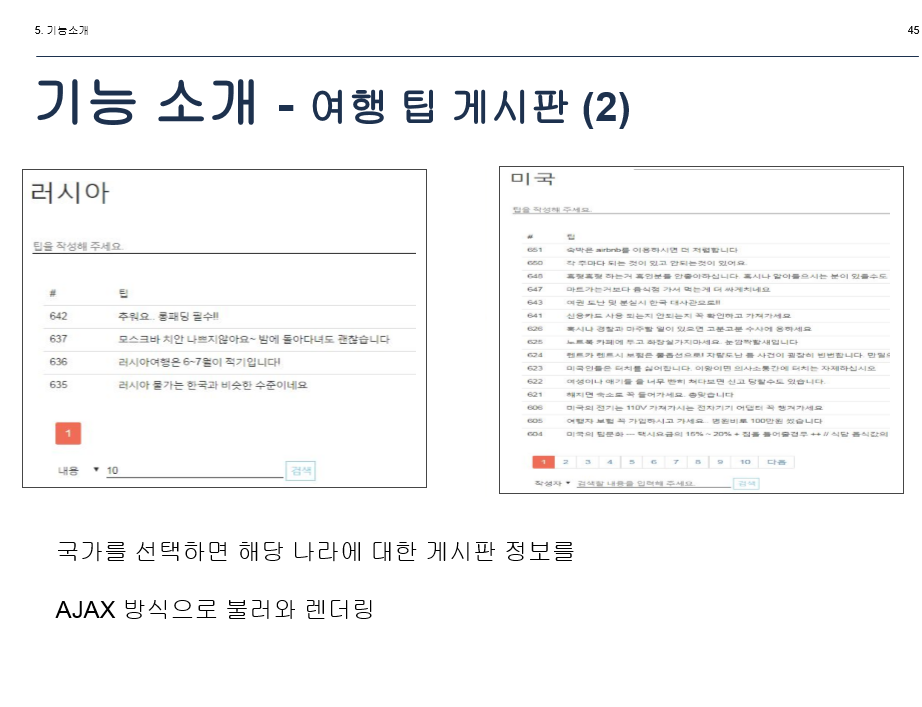 5. 기능소개
45
기능 소개 - 여행 팁 게시판 (2)
러시아
팁을 작성해 주세요.
# 팁
642 추워요.. 롱패딩 필수!!
637 모스크바 치안 나쁘지않아요~ 밤에 돌아다녀도 괜찮습니다
636 러시아여행은 6~7월이 적기입니다!
635 러시아 물가는 한국과 비슷한 수준이네요
1
내용 ▼ 10 검색
미국
팁을 작성해 주세요.
# 팁
651 숙박은 airbnb를 이용하시면 더 저렴합니다
650 각 주마다 되는 것이 있고 안되는것이 있어요.
648 흑형흑형 하는거 흑인분들 안좋아하십니다. 혹시나 알아들으시는 분이 있을수도
647 마트가는거보다 음식점 가서 먹는게 더 싸게치네요
643 여권 도난 및 분실시 한국 대사관으로!!
641 신용카드 사용 되는지 안되는지 꼭 확인하고 가져가세요
626 혹시나 경찰과 마주할 일이 있으면 고분고분 수사에 응하세요
625 노트북 카페에 두고 화장실가지마세요. 눈깜짝할새입니다
624 렌트카 렌트시 보험은 풀옵션으로! 차량도난 등 사건이 굉장히 빈번합니다.
623 미국인들은 터치를 싫어합니다. 이왕이면 의사소통간에 터치는 자제하십시오
622 여성이나 애기들 을 너무 빤히 쳐다보면 신고 당할수도 있습니다.
621 해지면 숙소로 꼭 들어가세요. 총맞습니다
606 미국의 전기는 110V 가져가시는 전자기기 어댑터 꼭 챙겨가세요
605 여행자 보험 꼭 가입하시고 가세요.. 병원비로 100만원 썼습니다
604 미국의 팁문화 --- 택시요금의 15% ~ 20% + 짐을 들어줄경우 ++ // 식당 음식값의
1 2 3 4 5 6 7 8 9 10 다음
작성자 ▼ 검색할 내용을 입력해 주세요. 검색
국가를 선택하면 해당 나라에 대한 게시판 정보를
AJAX 방식으로 불러와 렌더링